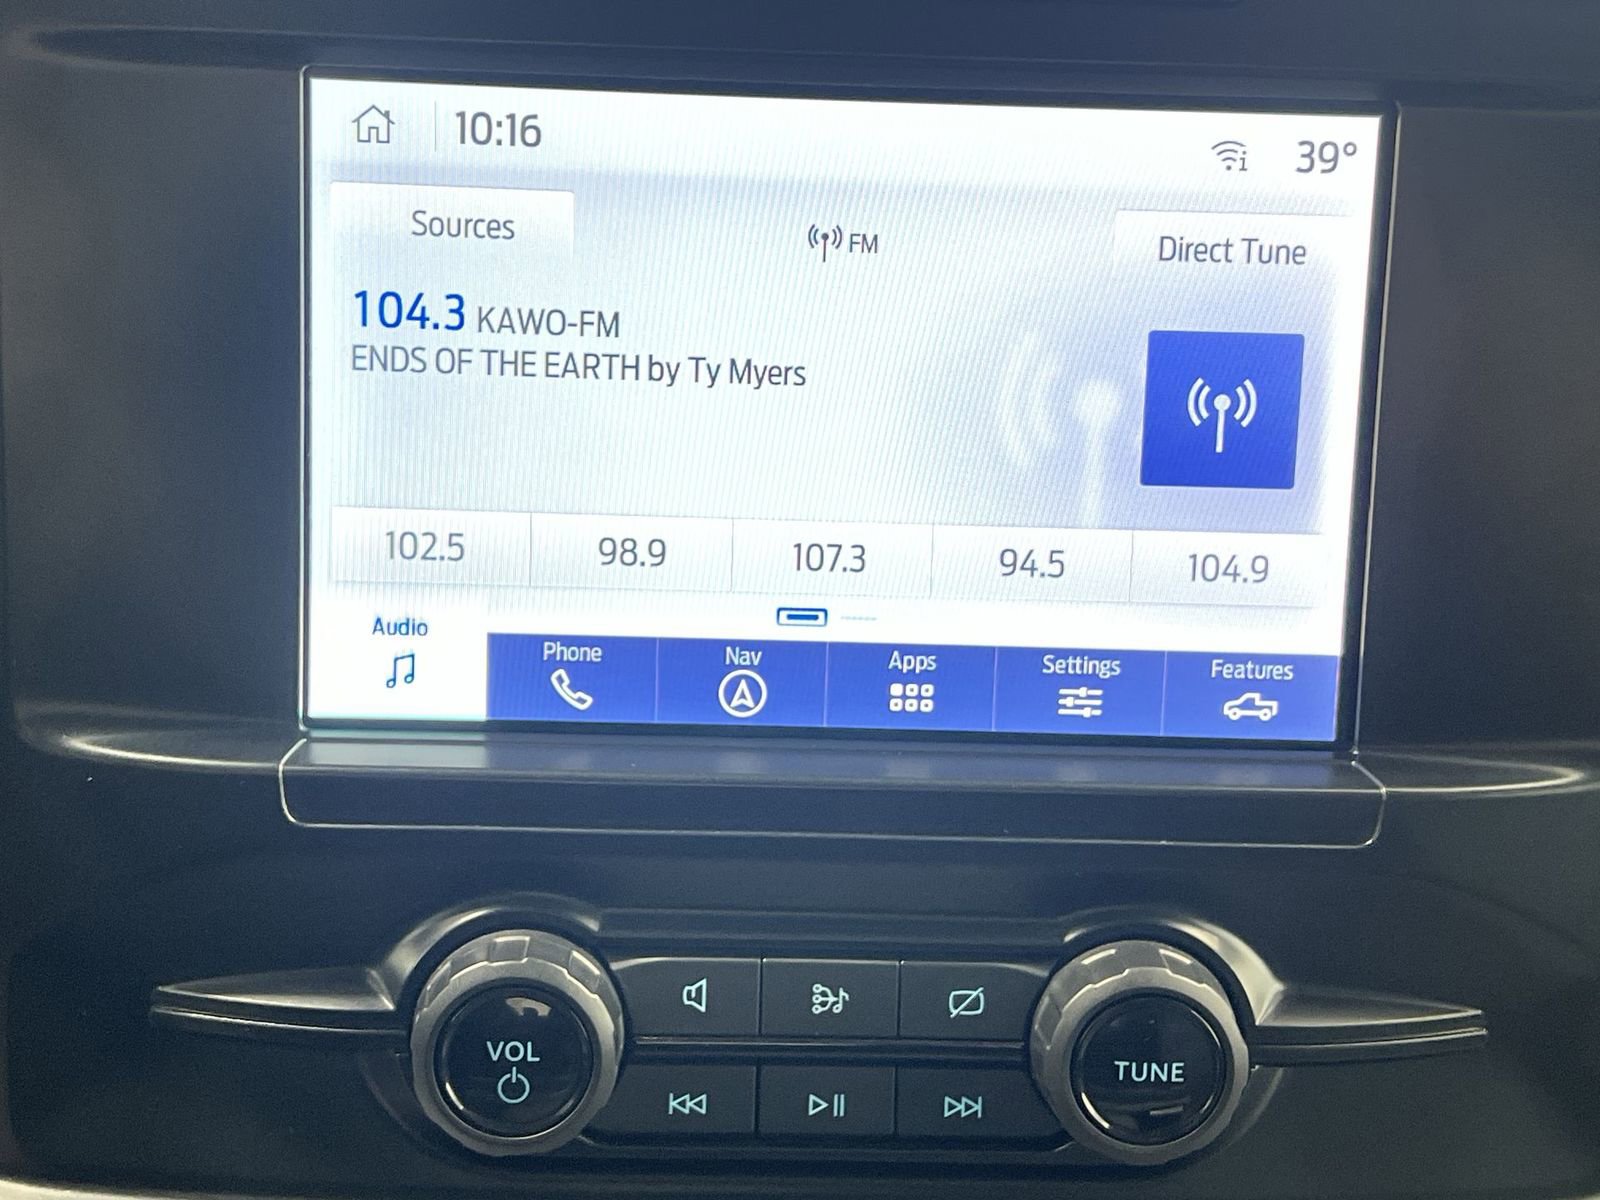 10:16
39°
Sources
FM
Direct Tune
104.3 KAWO-FM
ENDS OF THE EARTH by Ty Myers
102.5 98.9 107.3 94.5 104.9
Audio Phone Nav Apps Settings Features
VOL
TUNE